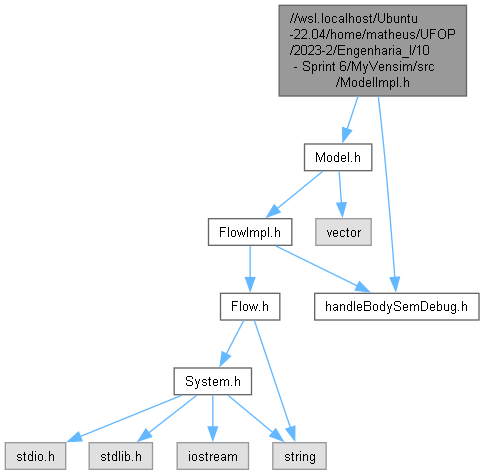 //wsl.localhost/Ubuntu
-22.04/home/matheus/UFOP
/2023-2/Engenharia_I/10
- Sprint 6/MyVensim/src
/ModelImpl.h
Model.h
FlowImpl.h
vector
Flow.h
handleBodySemDebug.h
System.h
stdio.h
stdlib.h
iostream
string